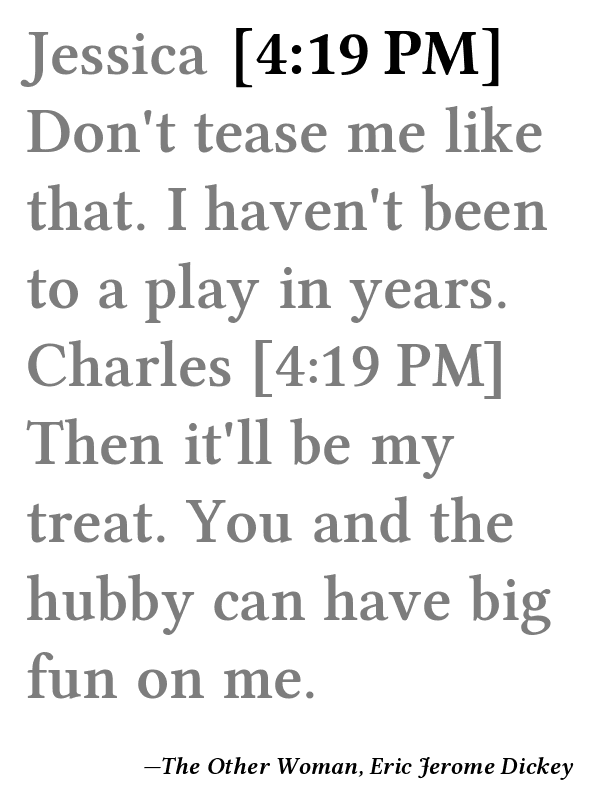 Jessica [4:19 PM]
Don't tease me like
that. I haven't been
to a play in years.
Charles [4:19 PM]
Then it'll be my
treat. You and the
hubby can have big
fun on me.
—The Other Woman, Eric Jerome Dickey